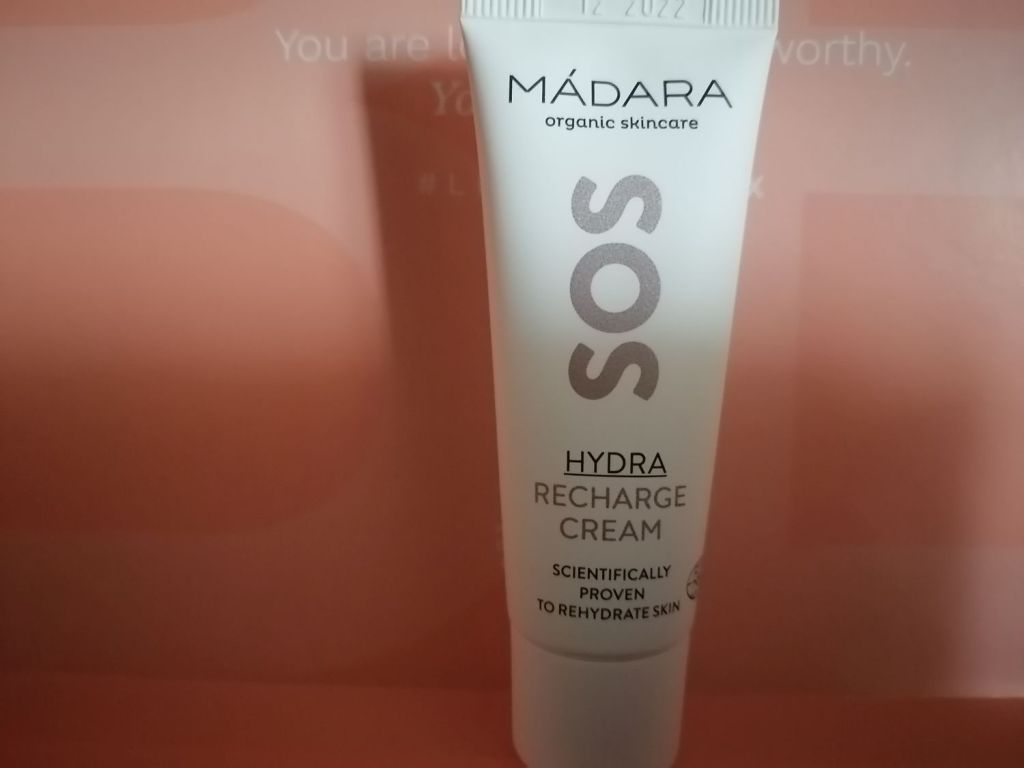 12 2022
You are worthy.
MÁDARA
organic skincare
SOS
HYDRA
RECHARGE
CREAM
SCIENTIFICALLY
PROVEN
TO REHYDRATE SKIN